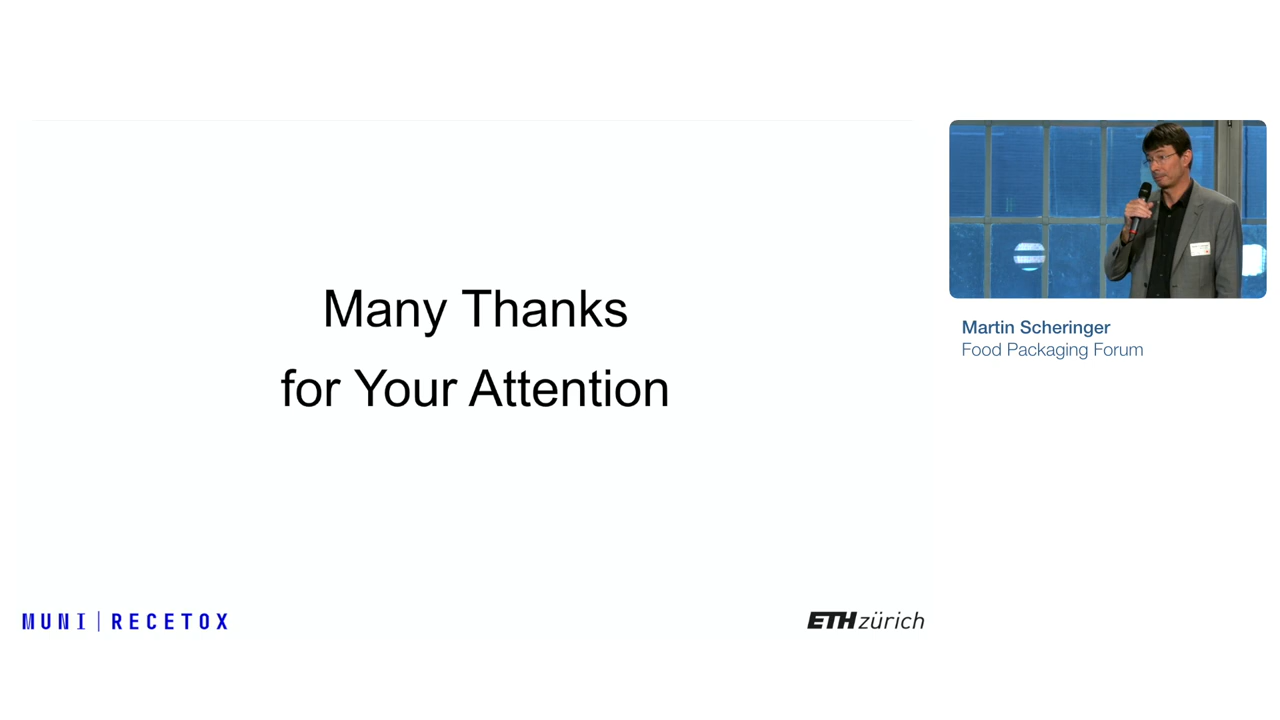 Many Thanks
for Your Attention
MUNI | RECETOX
ETH zürich
Martin Scheringer
Food Packaging Forum